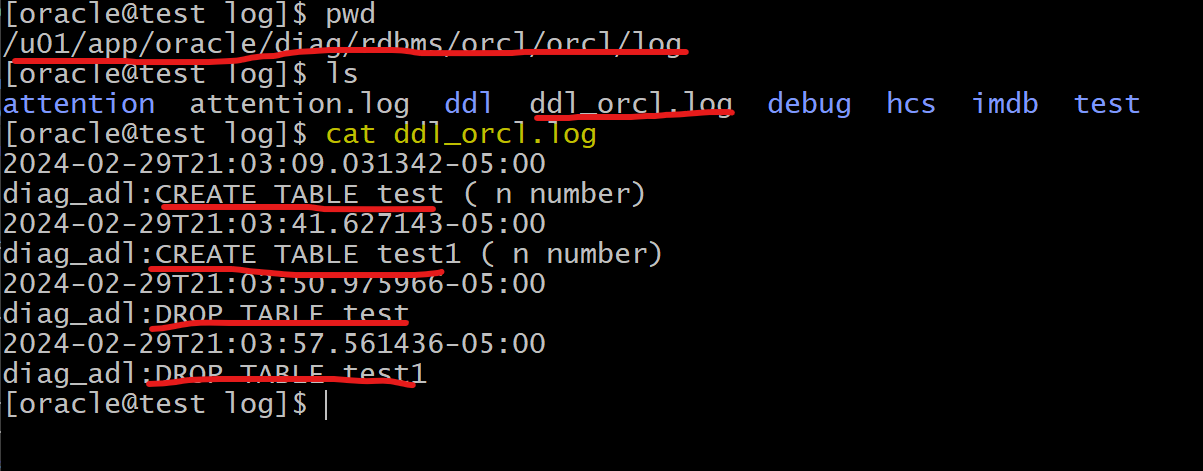 [oracle@test log]$ pwd
/u01/app/oracle/diag/rdbms/orcl/orcl/log
[oracle@test log]$ ls
attention  attention.log  ddl  ddl_orcl.log  debug  hcs  imdb  test
[oracle@test log]$ cat ddl_orcl.log
2024-02-29T21:03:09.031342-05:00
diag_adl:CREATE TABLE test ( n number)
2024-02-29T21:03:41.627143-05:00
diag_adl:CREATE TABLE test1 ( n number)
2024-02-29T21:03:50.975966-05:00
diag_adl:DROP TABLE test
2024-02-29T21:03:57.561436-05:00
diag_adl:DROP TABLE test1
[oracle@test log]$